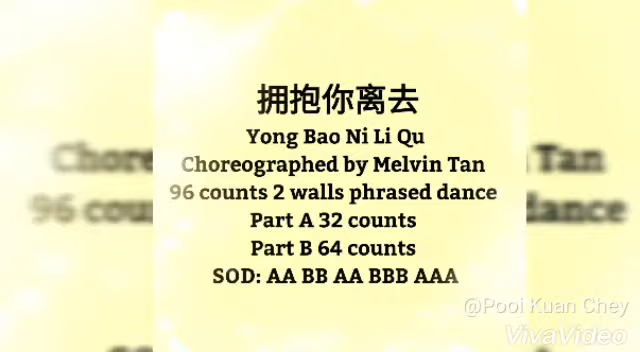 拥抱你离去
Yong Bao Ni Li Qu
Choreographed by Melvin Tan
96 counts 2 walls phrased dance
Part A 32 counts
Part B 64 counts
SOD: AA BB AA BBB AAA
@Pooi Kuan Chey
VivaVideo